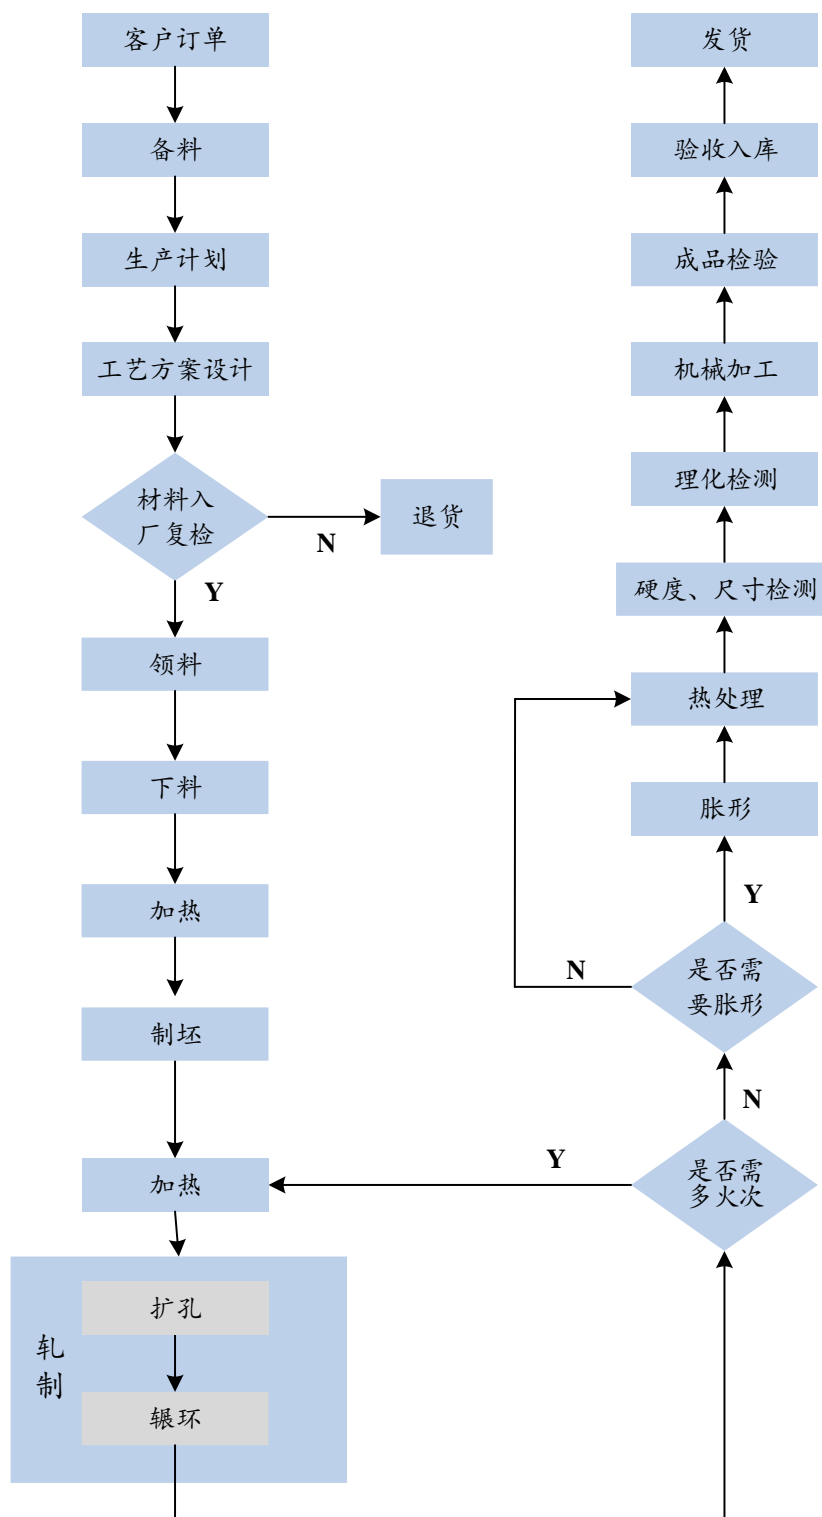 客户订单
备料
生产计划
工艺方案设计
材料入
厂复检
N
退货
Y
领料
下料
加热
制坯
加热
轧
制
扩孔
辗环
发货
验收入库
成品检验
机械加工
理化检测
硬度、尺寸检测
热处理
胀形
Y
是否需
要胀形
N
N
是否需
多火次
Y